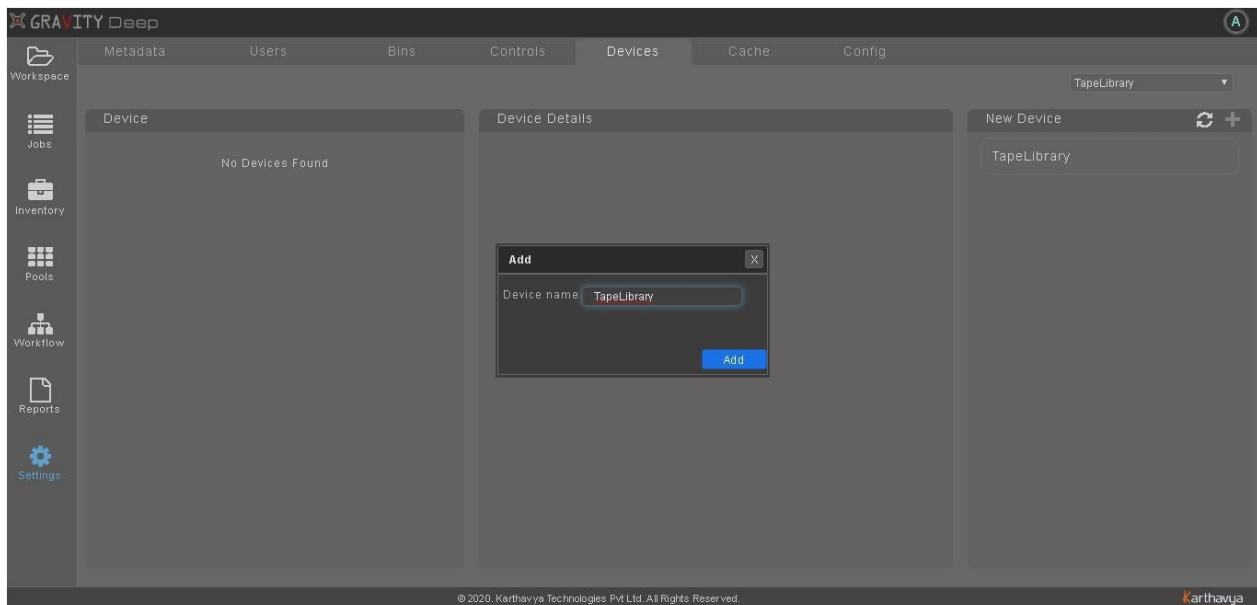 GRAVITY Deep
A
Workspace
Jobs
Inventory
Pools
Workflow
Reports
Settings
Metadata Users Bins Controls Devices Cache Config
TapeLibrary
Device
No Devices Found
Device Details
New Device
TapeLibrary
Add X
Device name TapeLibrary
Add
© 2020. Karthavya Technologies Pvt Ltd. All Rights Reserved.
Karthavya